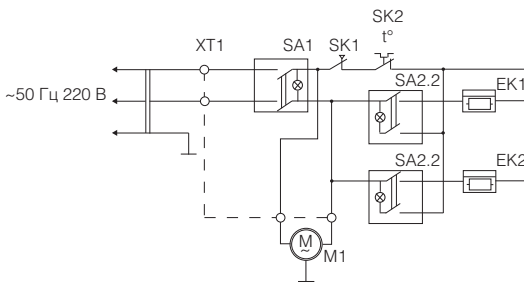 SK2
t°
XT1
SA1
SK1
SA2.2
EK1
~50 Гц 220 В
SA2.2
EK2
M
~
M1